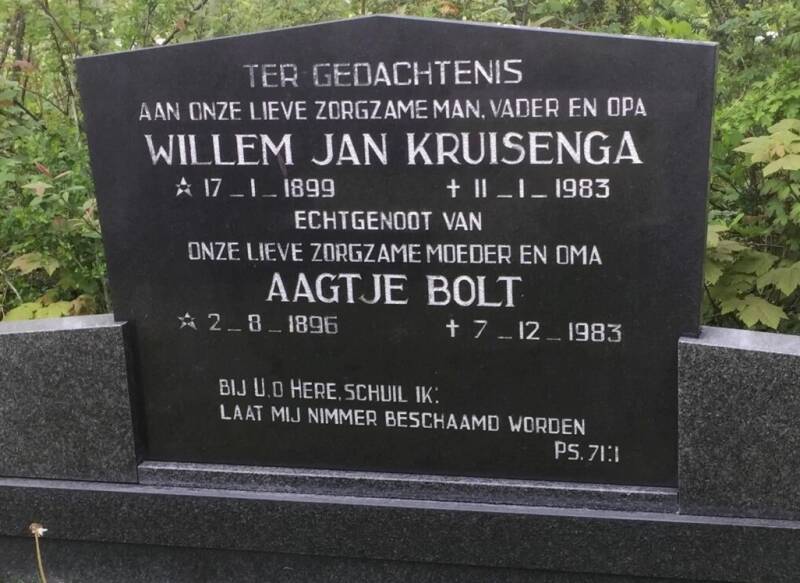 TER GEDACHTENIS
AAN ONZE LIEVE ZORGZAME MAN, VADER EN OPA
WILLEM JAN KRUISENGA
☆ 17 – 1 – 1899 † 11 – 1 – 1983
ECHTGENOOT VAN
ONZE LIEVE ZORGZAME MOEDER EN OMA
AAGTJE BOLT
☆ 2 – 8 – 1896 † 7 – 12 – 1983
BIJ U, O HERE, SCHUIL IK:
LAAT MIJ NIMMER BESCHAAMD WORDEN
PS. 71:1